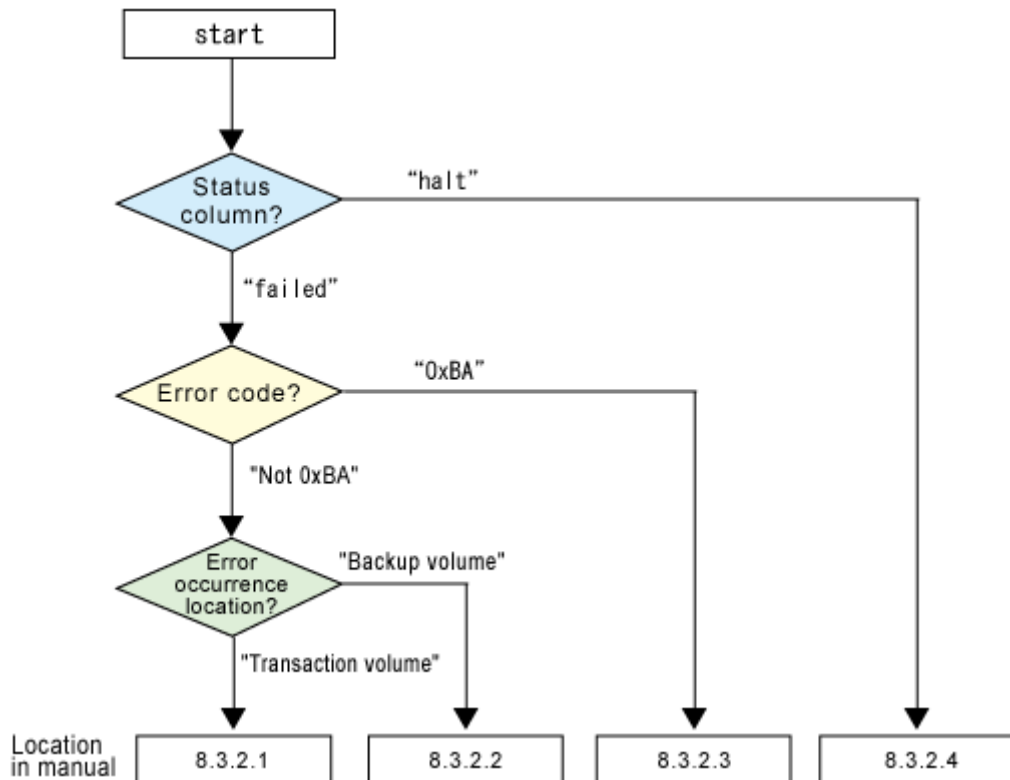 start
Status
column?
“halt”
“failed”
Error code?
“0xBA”
"Not 0xBA"
Error
occurrence
location?
"Backup volume"
"Transaction volume"
Location
in manual
8.3.2.1
8.3.2.2
8.3.2.3
8.3.2.4